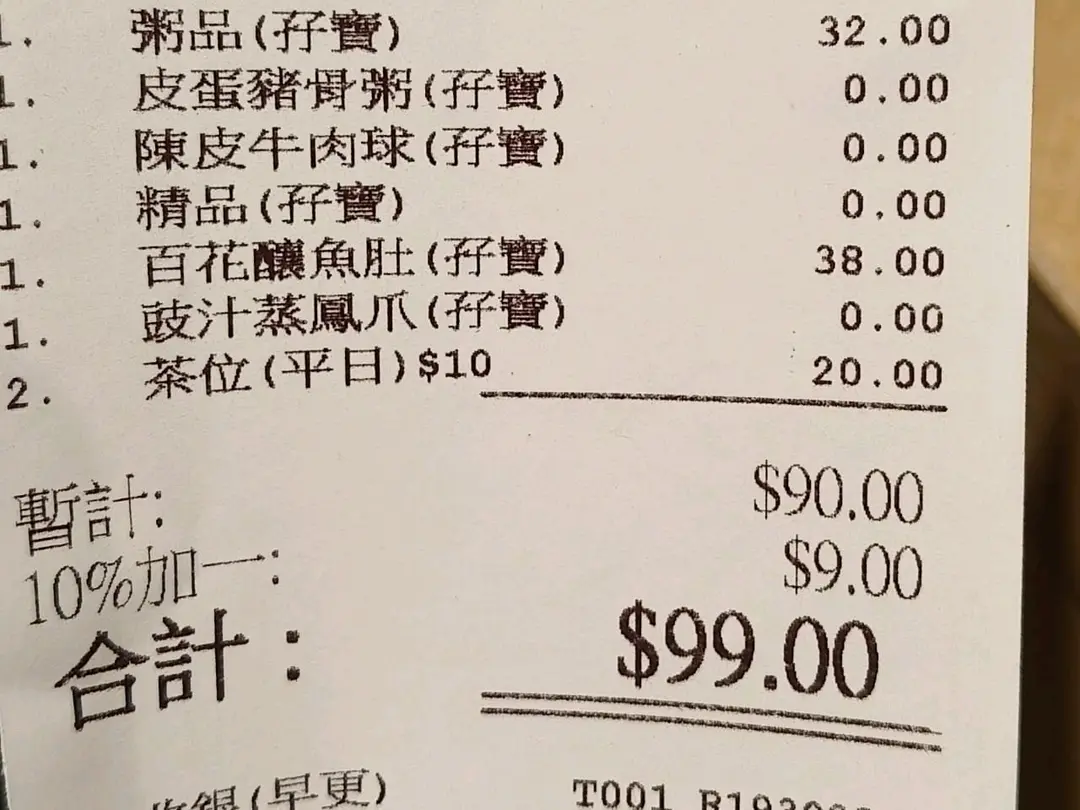 1. 粥品(孖寶) 32.00
1. 皮蛋豬骨粥(孖寶) 0.00
1. 陳皮牛肉球(孖寶) 0.00
1. 精品(孖寶) 0.00
1. 百花釀魚肚(孖寶) 38.00
1. 豉汁蒸鳳爪(孖寶) 0.00
2. 茶位(平日)$10 20.00
暫計: $90.00
10%加一: $9.00
合計: $99.00
(早更) T001